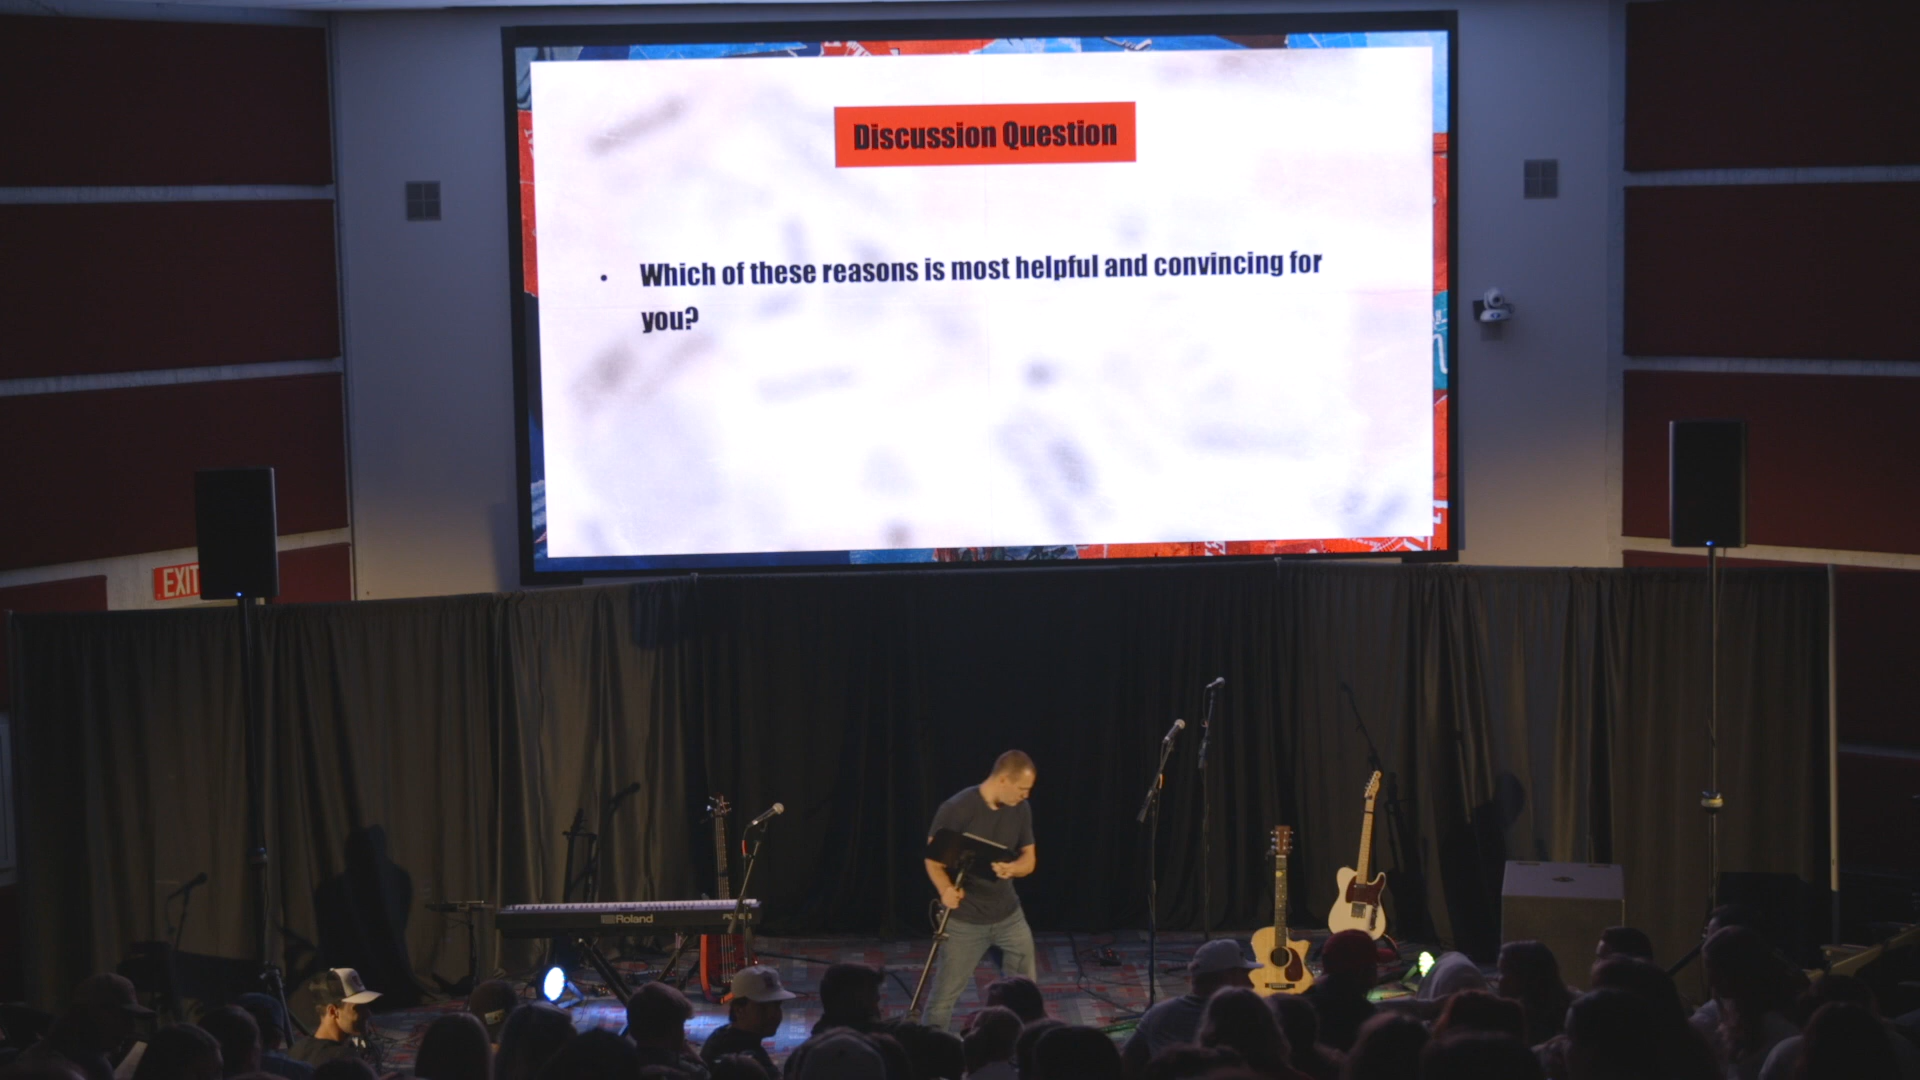 Discussion Question
• Which of these reasons is most helpful and convincing for
you?
EXIT
Roland